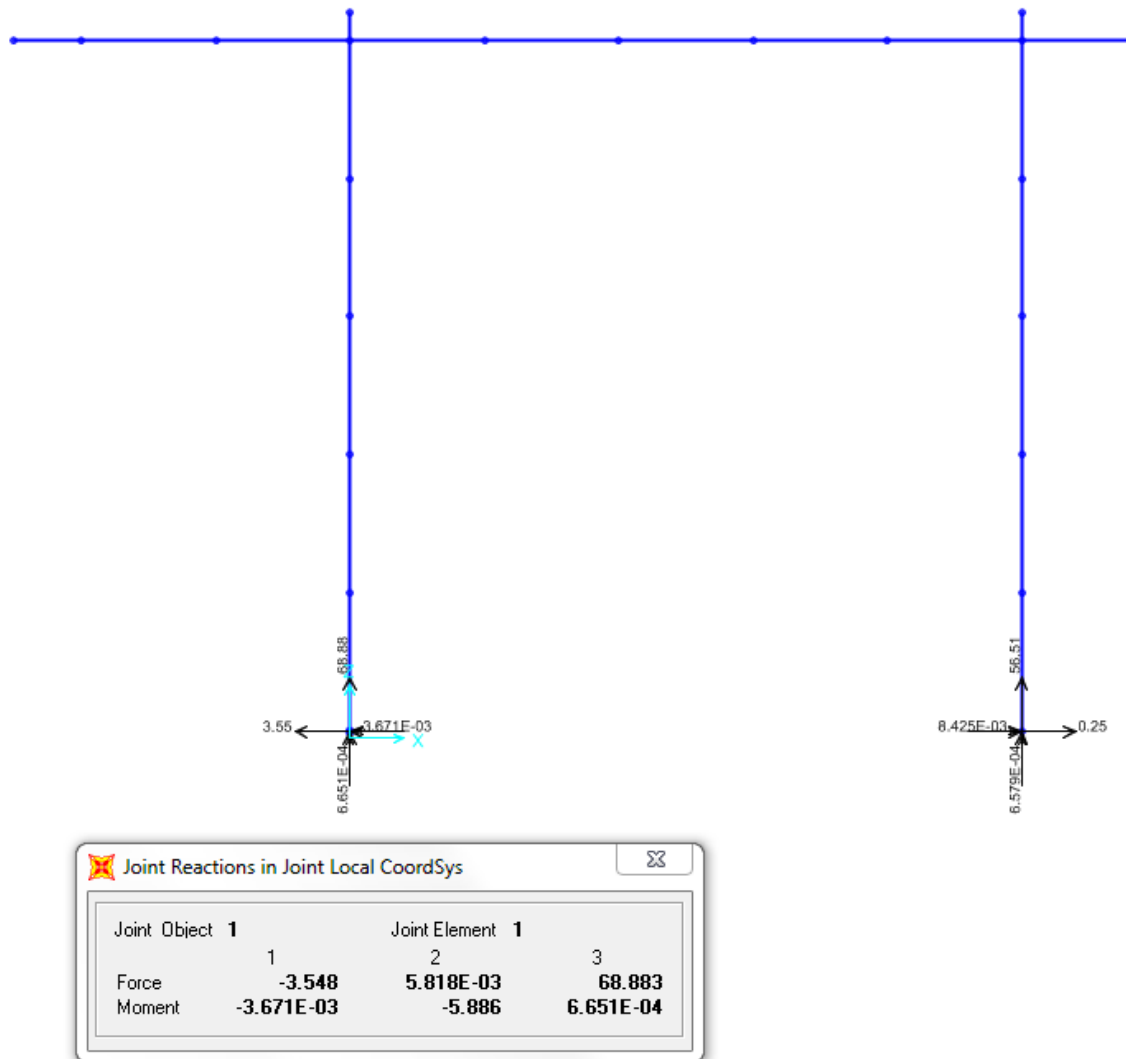 68.88
56.51
3.55
3.671E-03
X
8.425E-03
0.25
6.651E-04
6.579E-04
Joint Reactions in Joint Local CoordSys
Joint Object 1 Joint Element 1
1 2 3
Force -3.548 5.818E-03 68.883
Moment -3.671E-03 -5.886 6.651E-04